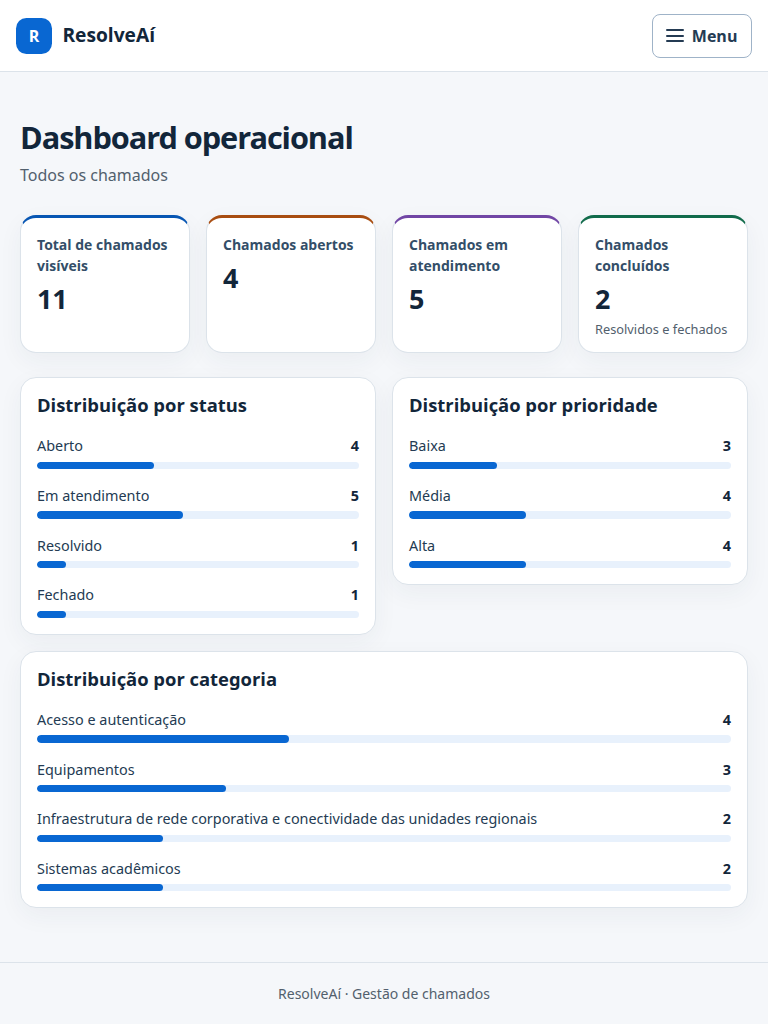 R ResolveAí
Menu
Dashboard operacional
Todos os chamados
Total de chamados
visíveis
11
Chamados abertos
4
Chamados em
atendimento
5
Chamados
concluídos
2
Resolvidos e fechados
Distribuição por status
Aberto 4
Em atendimento 5
Resolvido 1
Fechado 1
Distribuição por prioridade
Baixa 3
Média 4
Alta 4
Distribuição por categoria
Acesso e autenticação 4
Equipamentos 3
Infraestrutura de rede corporativa e conectividade das unidades regionais 2
Sistemas acadêmicos 2
ResolveAí · Gestão de chamados